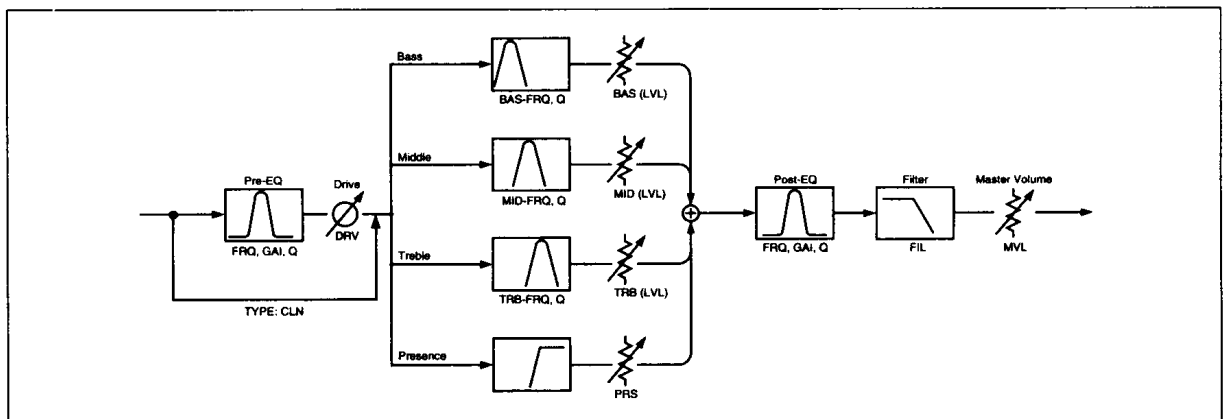 Bass
BAS-FRQ, Q
BAS (LVL)
Middle
MID-FRQ, Q
MID (LVL)
Pre-EQ
FRQ, GAI, Q
Drive
DRV
TYPE: CLN
Treble
TRB-FRQ, Q
TRB (LVL)
Presence
PRS
Post-EQ
FRQ, GAI, Q
Filter
FIL
Master Volume
MVL